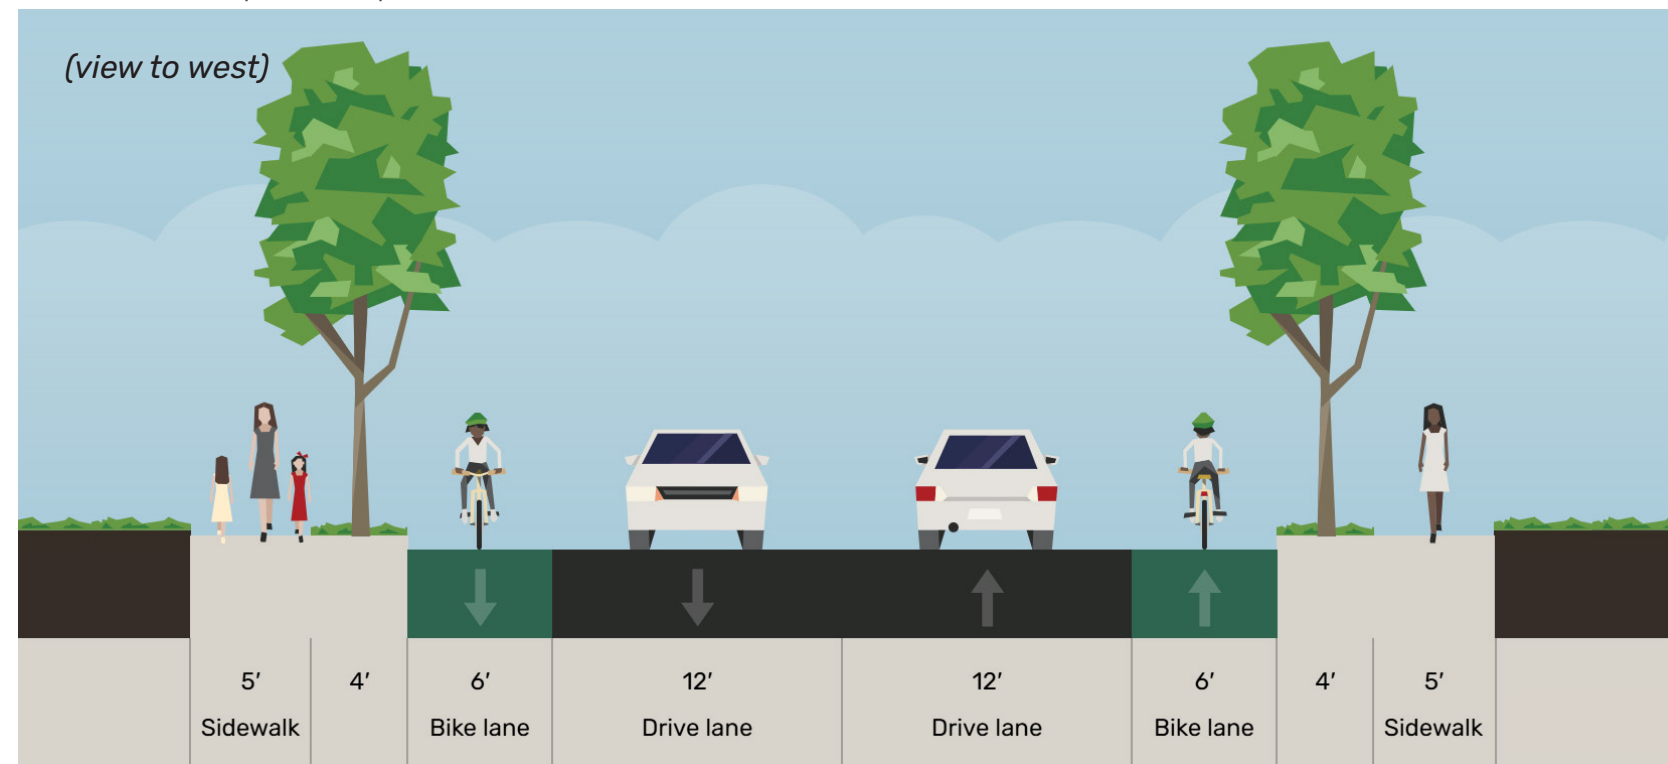 (view to west)
5’ 4’ 6’ 12’ 12’ 6’ 4’ 5’
Sidewalk Bike lane Drive lane Drive lane Bike lane Sidewalk